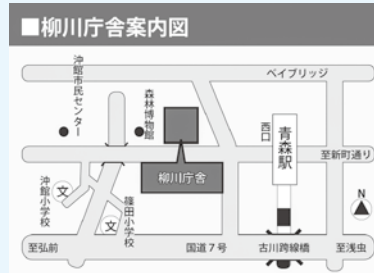 ■柳川庁舎案内図
ベイブリッジ
沖館市民センター
森林博物館
西口
青森駅
至新町通り
柳川庁舎
沖館小学校
文
篠田小学校
文
N
至弘前
国道7号
古川跨線橋
至浅虫